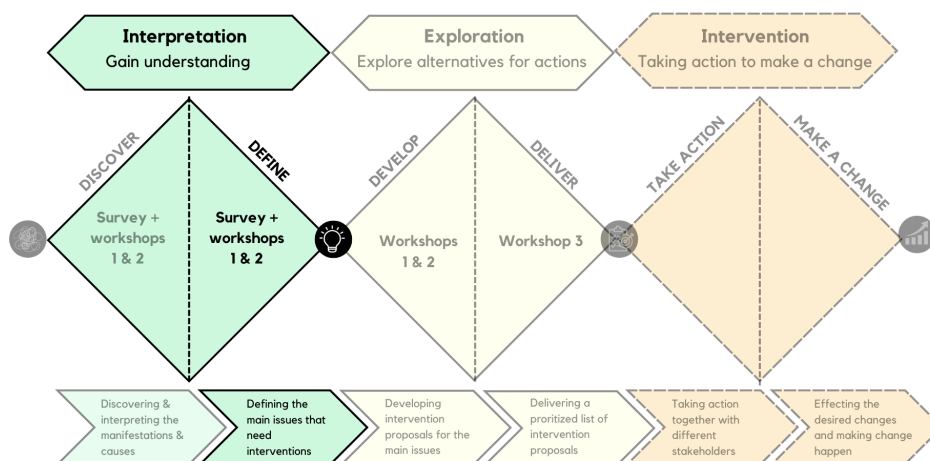 Interpretation
Gain understanding
Exploration
Explore alternatives for actions
Intervention
Taking action to make a change
DISCOVER
DEFINE
DEVELOP
DELIVER
TAKE ACTION
MAKE A CHANGE
Survey +
workshops
1 & 2
Survey +
workshops
1 & 2
Workshops
1 & 2
Workshop 3
Discovering &
interpreting the
manifestations &
causes
Defining the
main issues that
need
interventions
Developing
intervention
proposals for the
main issues
Delivering a
proritized list of
intervention
proposals
Taking action
together with
different
stakeholders
Effecting the
desired changes
and making change
happen